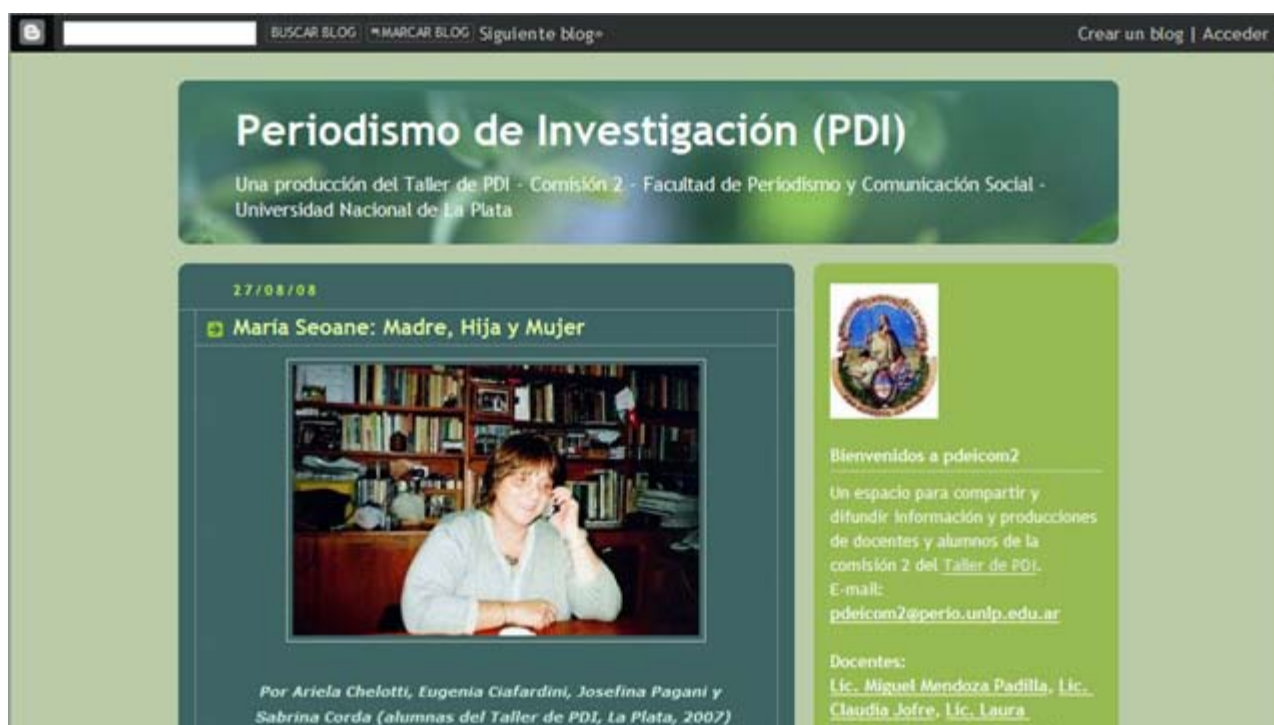 BUSCAR BLOG MARCAR BLOG Siguiente blog»
Crear un blog | Acceder
Periodismo de Investigación (PDI)
Una producción del Taller de PDI - Comisión 2 - Facultad de Periodismo y Comunicación Social -
Universidad Nacional de La Plata
27/08/08
María Seoane: Madre, Hija y Mujer
Por Ariela Chelotti, Eugenia Ciafardini, Josefina Pagani y
Sabrina Corda (alumnas del Taller de PDI, La Plata, 2007)
Bienvenidos a pdeicom2
Un espacio para compartir y
difundir información y producciones
de docentes y alumnos de la
comisión 2 del Taller de PDI.
E-mail:
pdeicom2@perio.unlp.edu.ar
Docentes:
Lic. Miguel Mendoza Padilla, Lic.
Claudia Jofre, Lic. Laura